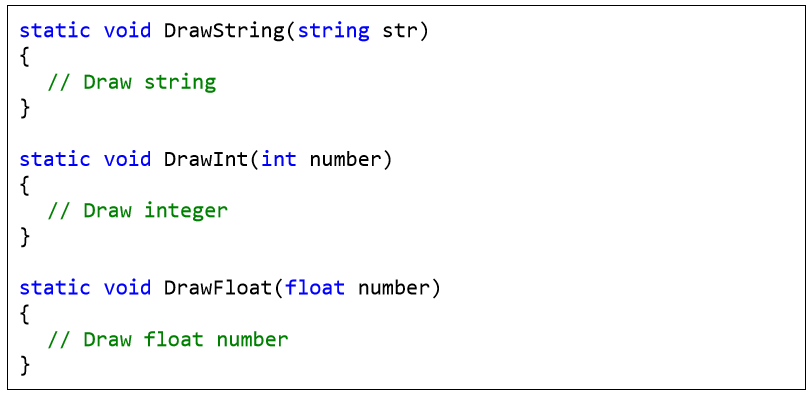 static void DrawString(string str)
{
// Draw string
}
static void DrawInt(int number)
{
// Draw integer
}
static void DrawFloat(float number)
{
// Draw float number
}